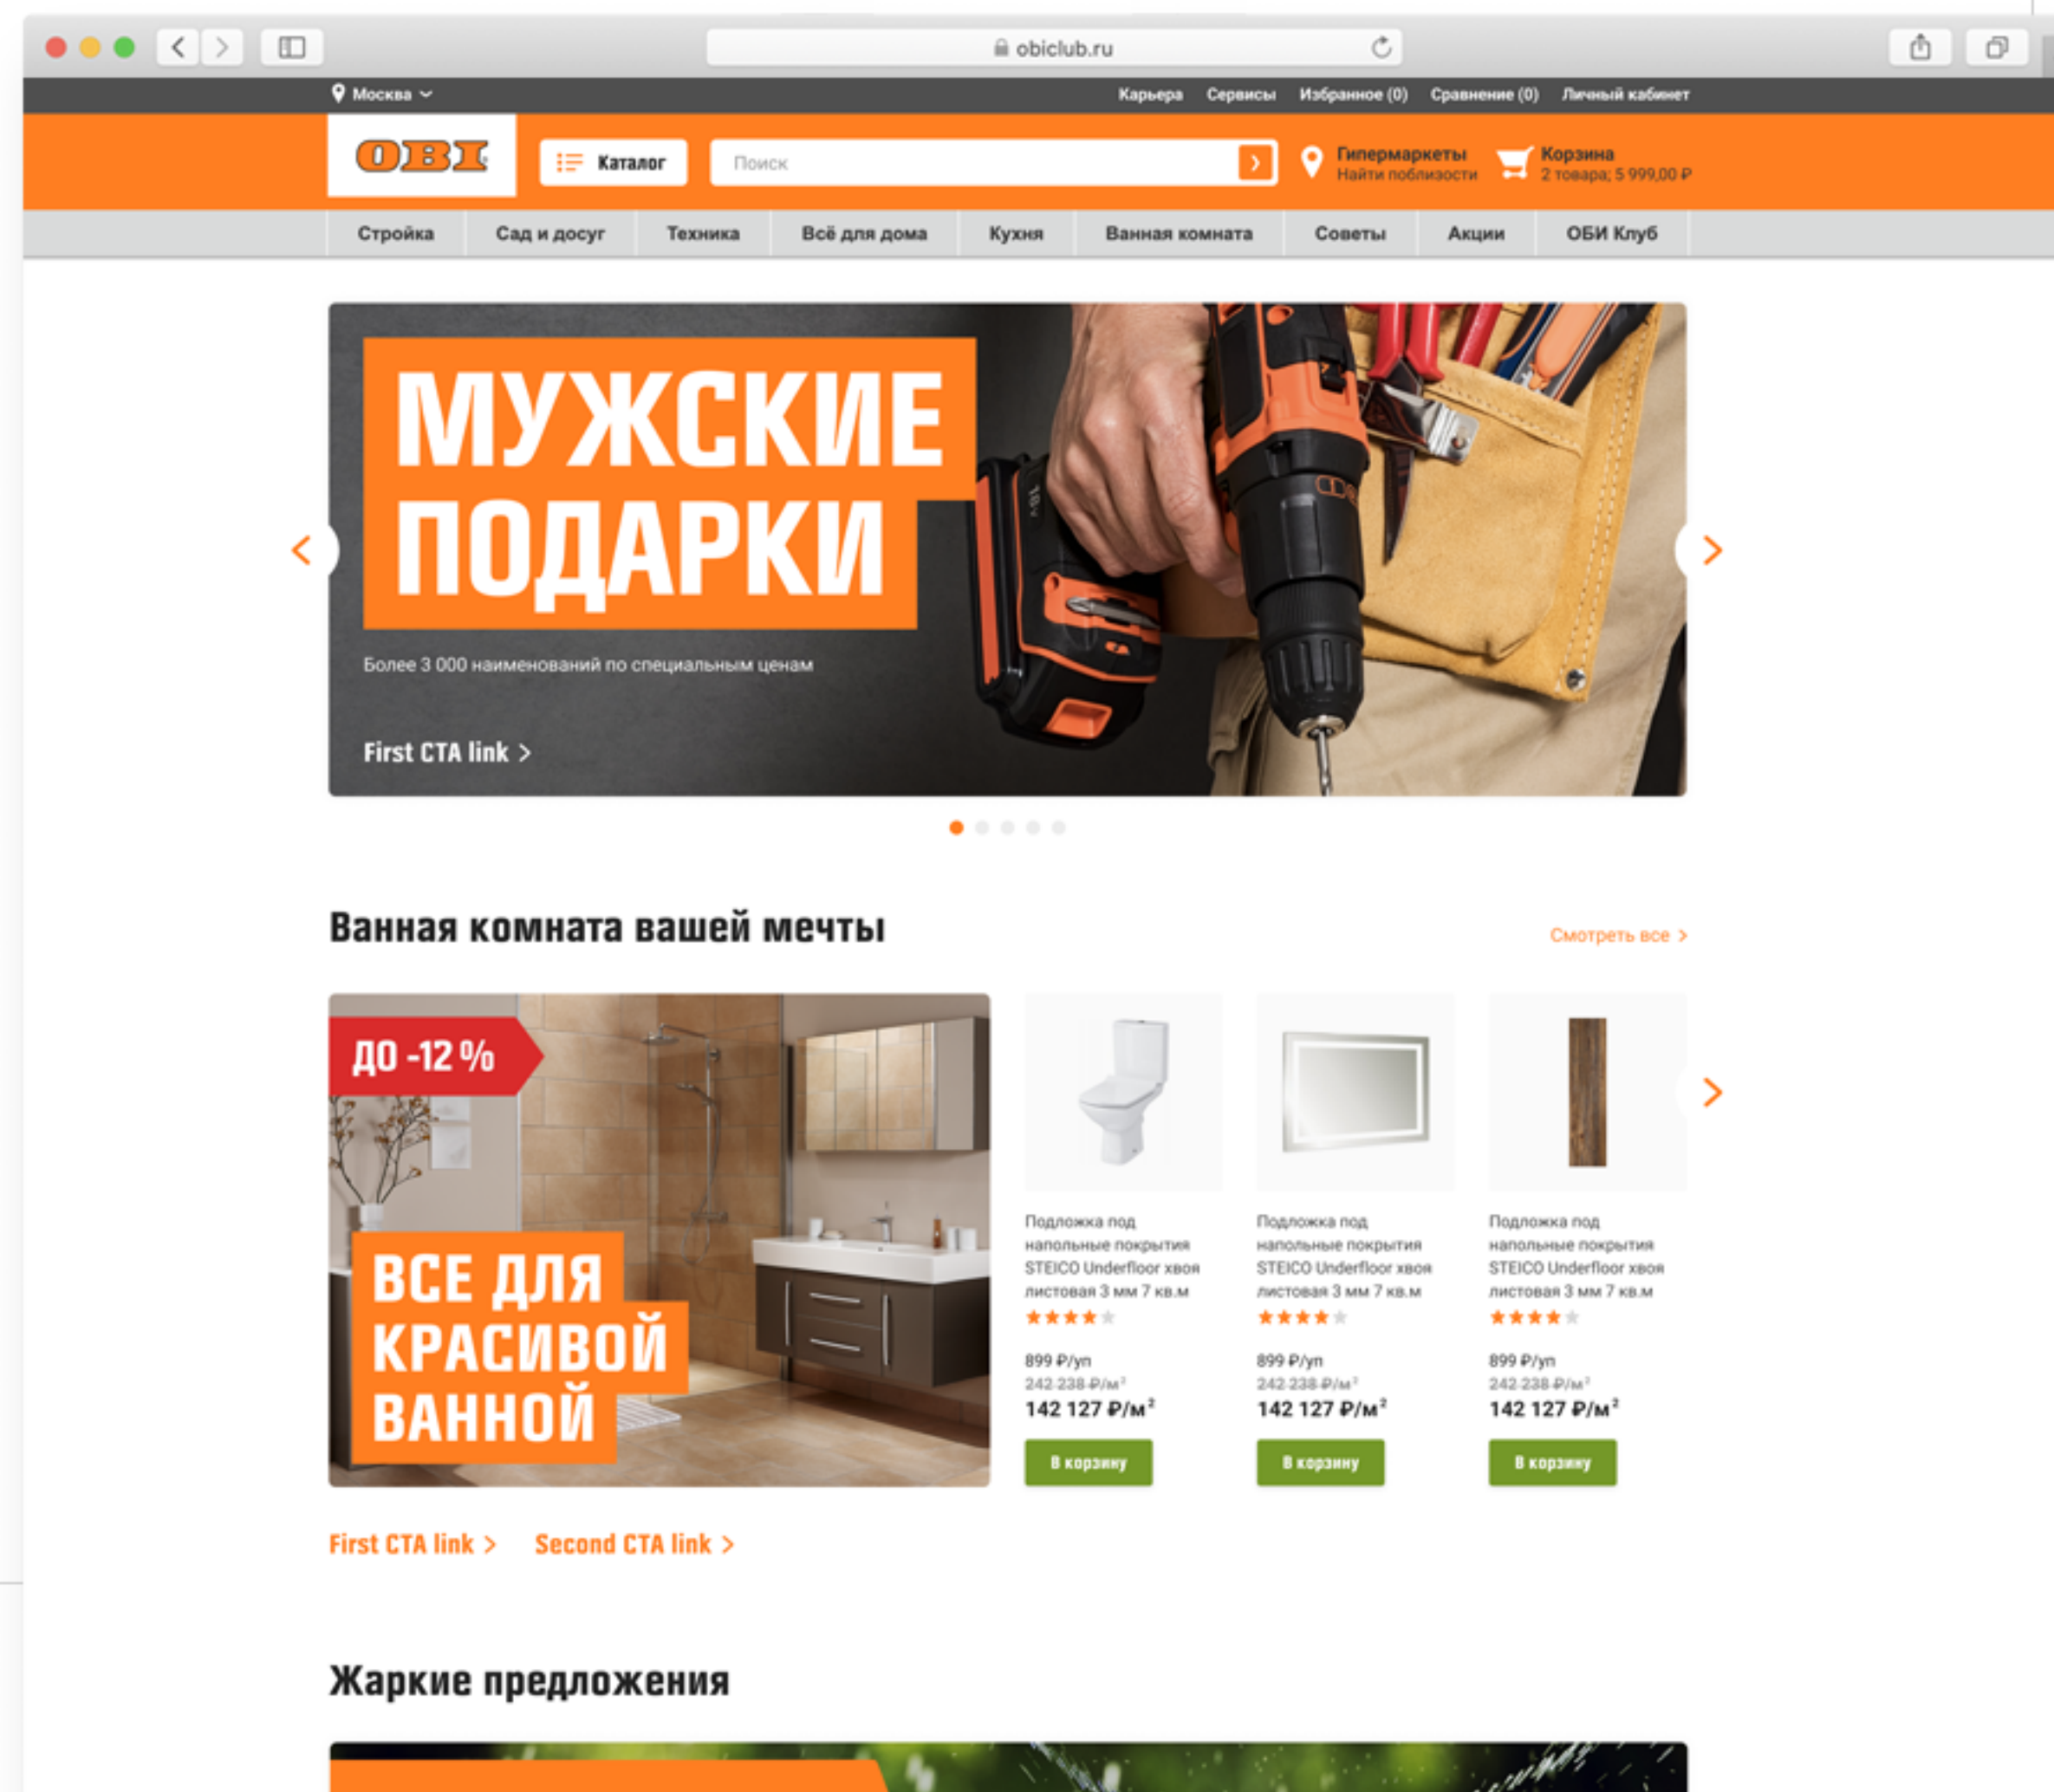 obiclub.ru
Москва
Карьера Сервисы Избранное (0) Сравнение (0) Личный кабинет
OBI
Каталог
Поиск
Гипермаркеты
Найти поблизости
Корзина
2 товара; 5 999,00 ₽
Стройка Сад и досуг Техника Всё для дома Кухня Ванная комната Советы Акции ОБИ Клуб
МУЖСКИЕ
ПОДАРКИ
18V
Более 3 000 наименований по специальным ценам
First CTA link >
Ванная комната вашей мечты
Смотреть все >
ДО -12 %
ВСЕ ДЛЯ
КРАСИВОЙ
ВАННОЙ
Подложка под
напольные покрытия
STEICO Underfloor хвоя
листовая 3 мм 7 кв.м
899 ₽/уп
242 238 ₽/м²
142 127 ₽/м²
В корзину
Подложка под
напольные покрытия
STEICO Underfloor хвоя
листовая 3 мм 7 кв.м
899 ₽/уп
242 238 ₽/м²
142 127 ₽/м²
В корзину
Подложка под
напольные покрытия
STEICO Underfloor хвоя
листовая 3 мм 7 кв.м
899 ₽/уп
242 238 ₽/м²
142 127 ₽/м²
В корзину
First CTA link > Second CTA link >
Жаркие предложения